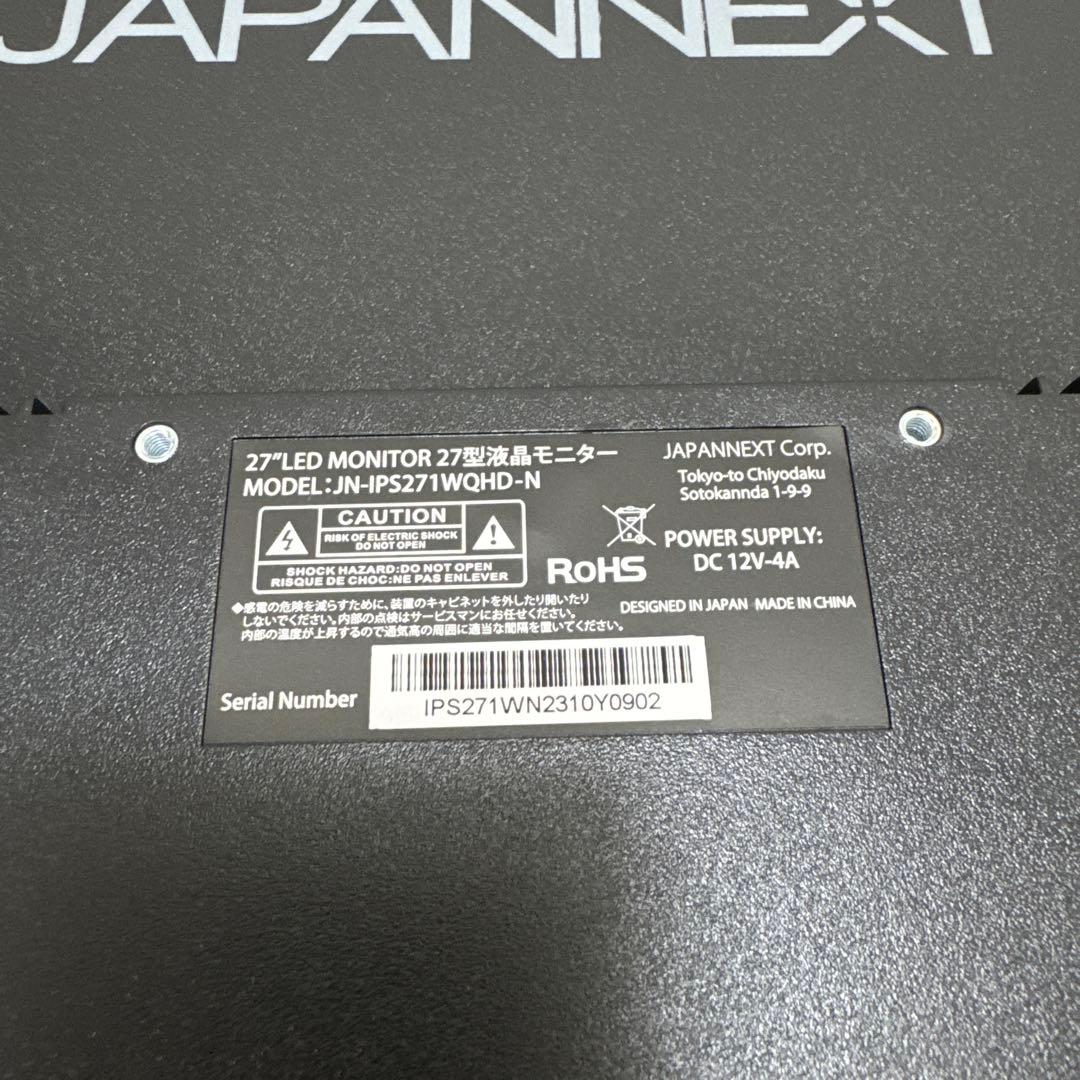 JAPANNEXT
27"LED MONITOR 27型液晶モニター
MODEL:JN-IPS271WQHD-N
JAPANNEXT Corp.
Tokyo-to Chiyodaku
Sotokannda 1-9-9
CAUTION
RISK OF ELECTRIC SHOCK
DO NOT OPEN
SHOCK HAZARD:DO NOT OPEN
RISQUE DE CHOC:NE PAS ENLEVER
RoHS
POWER SUPPLY:
DC 12V-4A
◆感電の危険を減らすために、装置のキャビネットを外したり開いたり
しないでください。内部の点検はサービスマンにお任せください。
内部の温度が上昇するので通気高の周囲に適当な間隔を置いてください。
DESIGNED IN JAPAN MADE IN CHINA
Serial Number
IPS271WN2310Y0902